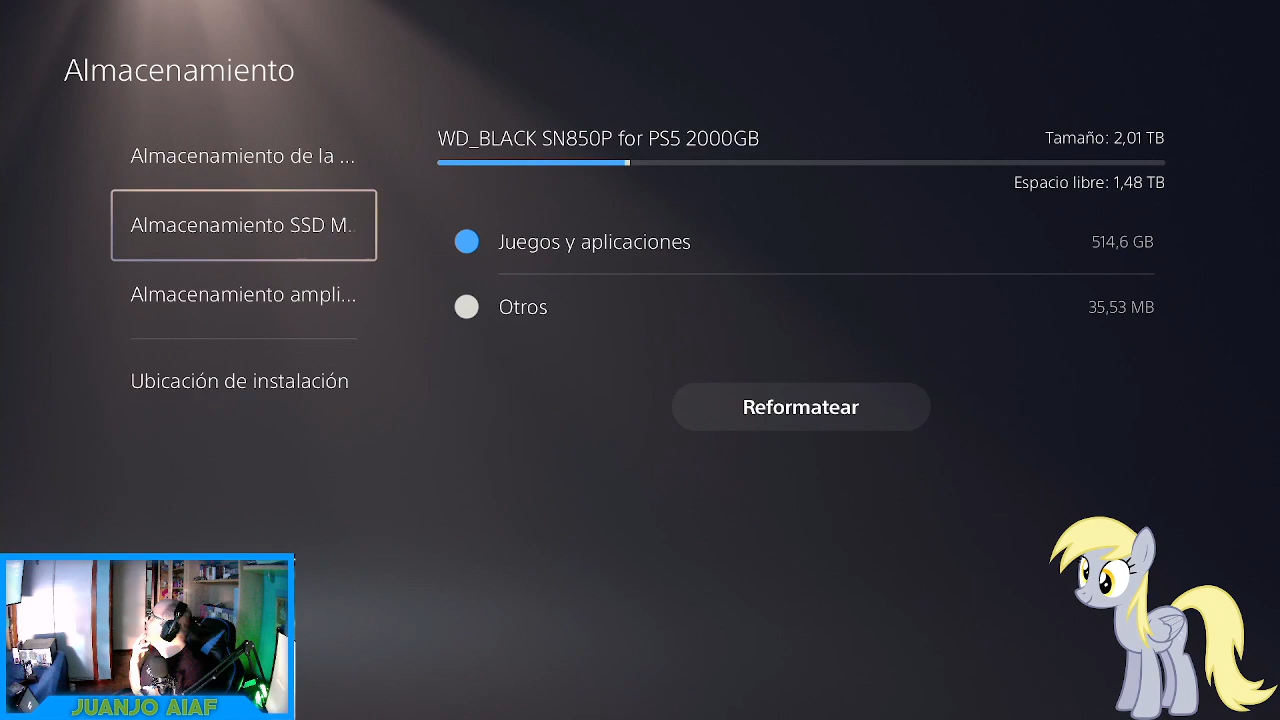 Almacenamiento
Almacenamiento de la ...
Almacenamiento SSD M.
Almacenamiento ampli...
Ubicación de instalación
WD_BLACK SN850P for PS5 2000GB
Tamaño: 2,01 TB
Espacio libre: 1,48 TB
Juegos y aplicaciones
514,6 GB
Otros
35,53 MB
Reformatear
JUANJO AIAF